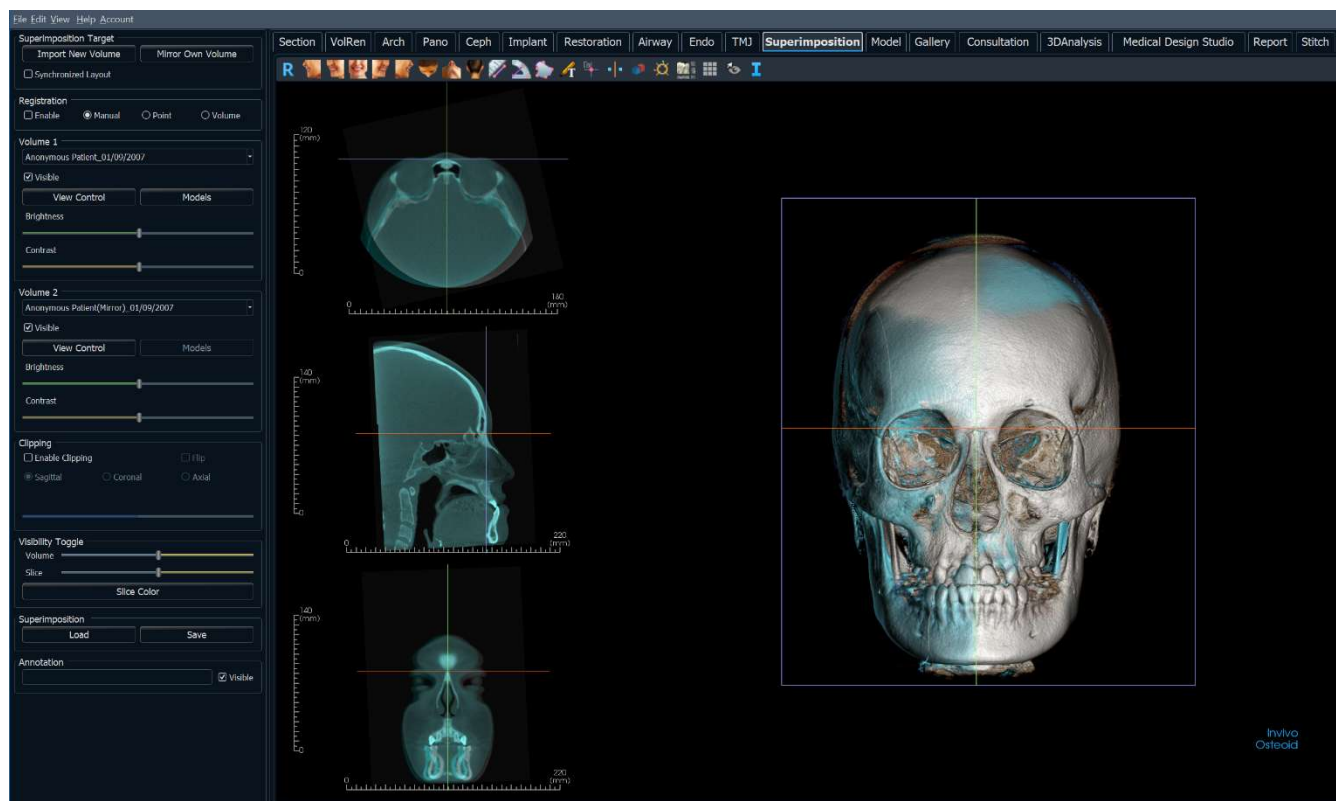 File Edit View Help Account
Superimposition Target
Import New Volume Mirror Own Volume
Synchronized Layout
Registration
Enable Manual Point Volume
Volume 1
Anonymous Patient_01/09/2007
Visible
View Control Models
Brightness
Contrast
Volume 2
Anonymous Patient(Mirror)_01/09/2007
Visible
View Control Models
Brightness
Contrast
Clipping
Enable Clipping Flip
Sagittal Coronal Axial
Visibility Toggle
Volume
Slice
Slice Color
Superimposition
Load Save
Annotation
Visible
Section VolRen Arch Pano Ceph Implant Restoration Airway Endo TMJ Superimposition Model Gallery Consultation 3DAnalysis Medical Design Studio Report Stitch
R T I
120
(mm)
0
0 180
(mm)
140
(mm)
0
0 220
(mm)
140
(mm)
0
0 220
(mm)
Invivo
Osteoid